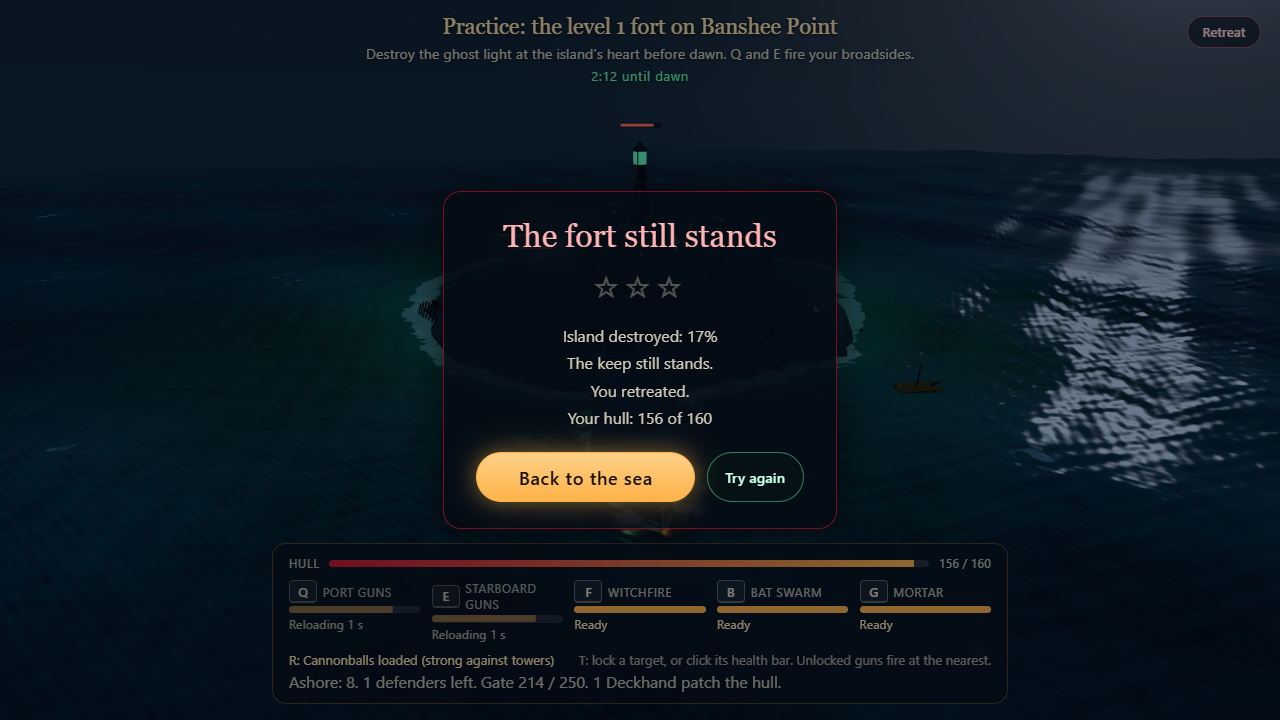 Practice: the level 1 fort on Banshee Point
Retreat
Destroy the ghost light at the island's heart before dawn. Q and E fire your broadsides.
2:12 until dawn
The fort still stands
Island destroyed: 17%
The keep still stands.
You retreated.
Your hull: 156 of 160
Back to the sea
Try again
HULL
156 / 160
Q PORT GUNS
Reloading 1 s
E STARBOARD GUNS
Reloading 1 s
F WITCHFIRE
Ready
B BAT SWARM
Ready
G MORTAR
Ready
R: Cannonballs loaded (strong against towers)
T: lock a target, or click its health bar. Unlocked guns fire at the nearest.
Ashore: 8. 1 defenders left. Gate 214 / 250. 1 Deckhand patch the hull.